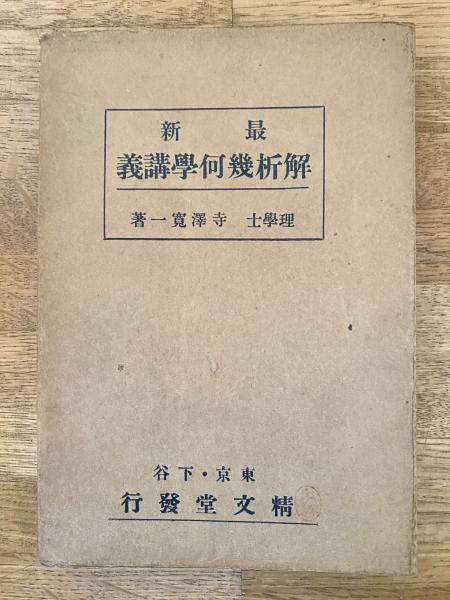 最新
解析幾何學講義
理學士 寺澤寬一著
東京・下谷
精文堂發行